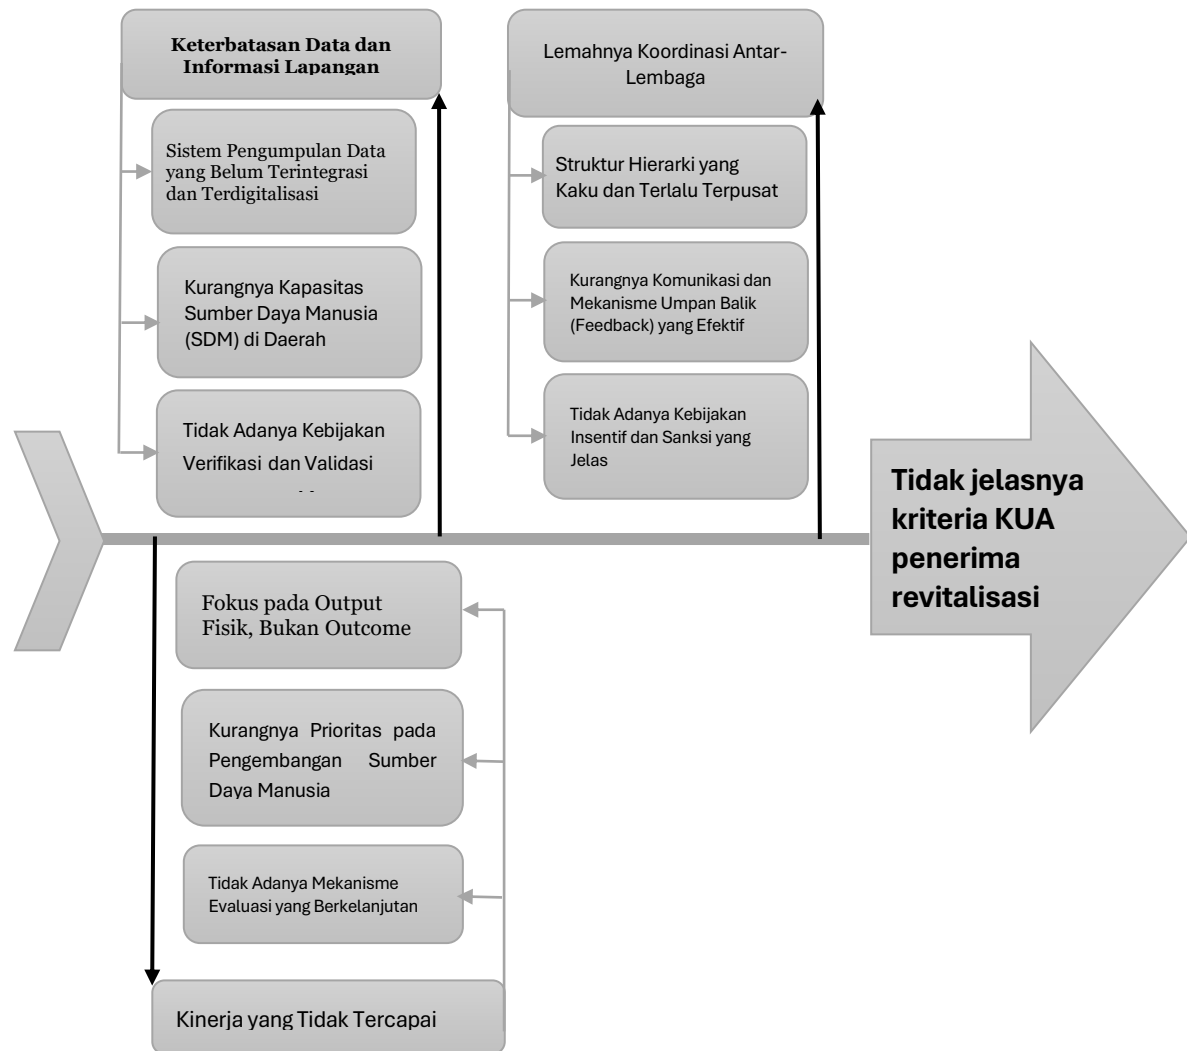 Keterbatasan Data dan
Informasi Lapangan
Sistem Pengumpulan Data
yang Belum Terintegrasi
dan Terdigitalisasi
Kurangnya Kapasitas
Sumber Daya Manusia
(SDM) di Daerah
Tidak Adanya Kebijakan
Verifikasi dan Validasi
Lemahnya Koordinasi Antar-
Lembaga
Struktur Hierarki yang
Kaku dan Terlalu Terpusat
Kurangnya Komunikasi dan
Mekanisme Umpan Balik
(Feedback) yang Efektif
Tidak Adanya Kebijakan
Insentif dan Sanksi yang
Jelas
Tidak jelasnya
kriteria KUA
penerima
revitalisasi
Fokus pada Output
Fisik, Bukan Outcome
Kurangnya Prioritas pada
Pengembangan Sumber
Daya Manusia
Tidak Adanya Mekanisme
Evaluasi yang Berkelanjutan
Kinerja yang Tidak Tercapai